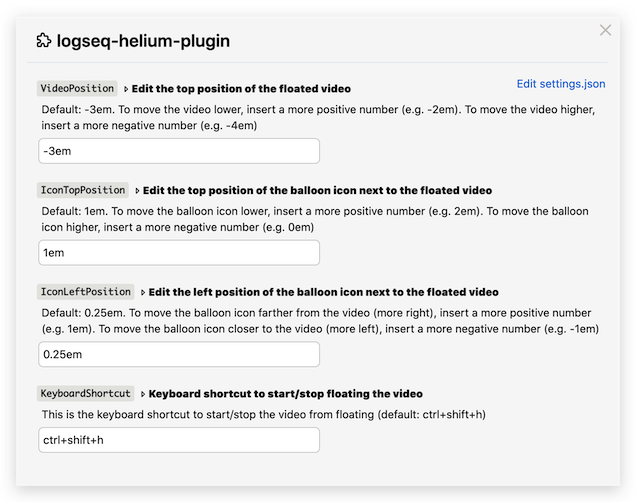 logseq-helium-plugin
Edit settings.json
VideoPosition Edit the top position of the floated video
Default: -3em. To move the video lower, insert a more positive number (e.g. -2em). To move the video higher,
insert a more negative number (e.g. -4em)
-3em
IconTopPosition Edit the top position of the balloon icon next to the floated video
Default: 1em. To move the balloon icon lower, insert a more positive number (e.g. 2em). To move the balloon
icon higher, insert a more negative number (e.g. 0em)
1em
IconLeftPosition Edit the left position of the balloon icon next to the floated video
Default: 0.25em. To move the balloon icon farther from the video (more right), insert a more positive number
(e.g. 1em). To move the balloon icon closer to the video (more left), insert a more negative number (e.g. -1em)
0.25em
KeyboardShortcut Keyboard shortcut to start/stop floating the video
This is the keyboard shortcut to start/stop the video from floating (default: ctrl+shift+h)
ctrl+shift+h